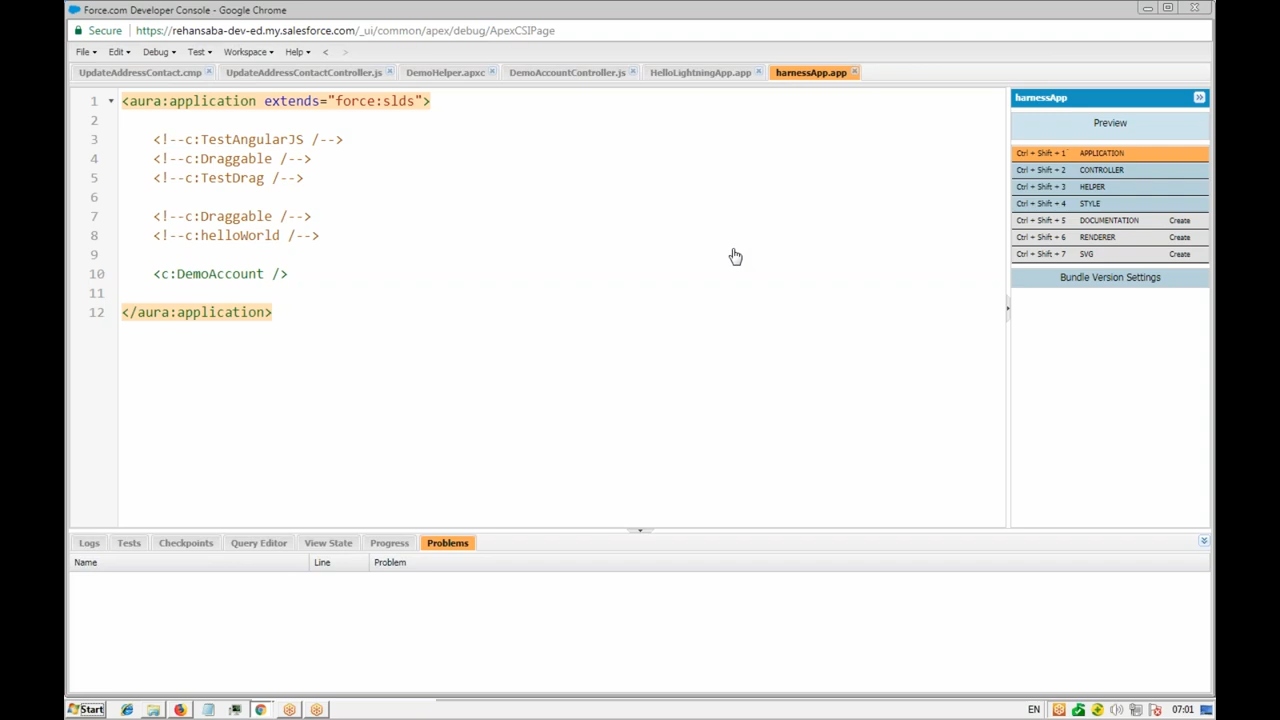 Force.com Developer Console - Google Chrome
Secure https://rehansaba-dev-ed.my.salesforce.com/_ui/common/apex/debug/ApexCSIPage
File Edit Debug Test Workspace Help < >
UpdateAddressContact.cmp UpdateAddressContactController.js DemoHelper.apxc DemoAccountController.js HelloLightningApp.app harnessApp.app
1 <aura:application extends="force:slds">
2
3 <!--c:TestAngularJS /-->
4 <!--c:Draggable /-->
5 <!--c:TestDrag /-->
6
7 <!--c:Draggable /-->
8 <!--c:helloWorld /-->
9
10 <c:DemoAccount />
11
12 </aura:application>
harnessApp
Preview
Ctrl + Shift + 1 APPLICATION
Ctrl + Shift + 2 CONTROLLER
Ctrl + Shift + 3 HELPER
Ctrl + Shift + 4 STYLE
Ctrl + Shift + 5 DOCUMENTATION Create
Ctrl + Shift + 6 RENDERER Create
Ctrl + Shift + 7 SVG Create
Bundle Version Settings
Logs Tests Checkpoints Query Editor View State Progress Problems
Name Line Problem
Start EN 07:01